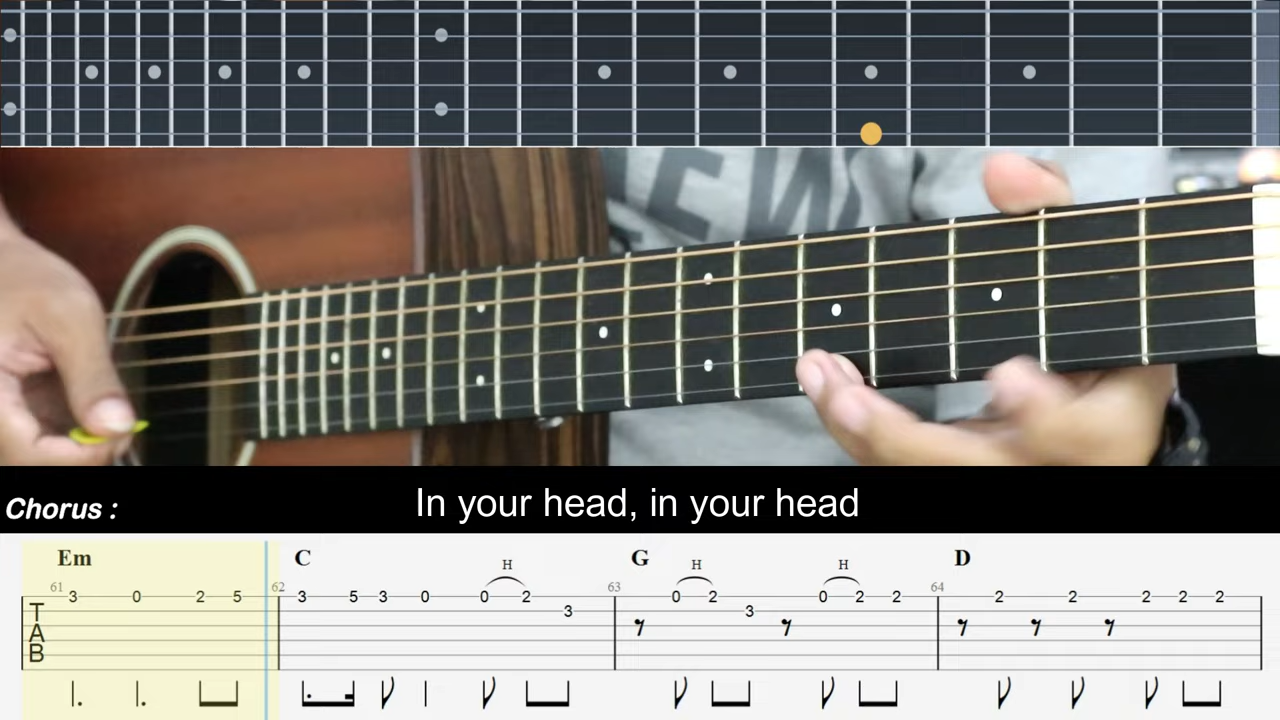 EW
Chorus :
In your head, in your head
Em C G D
H H H
61 62 63 64
3 0 2 5 3 5 3 0 0 2 3 0 2 3 0 2 2 2 2 2 2 2
T
A
B